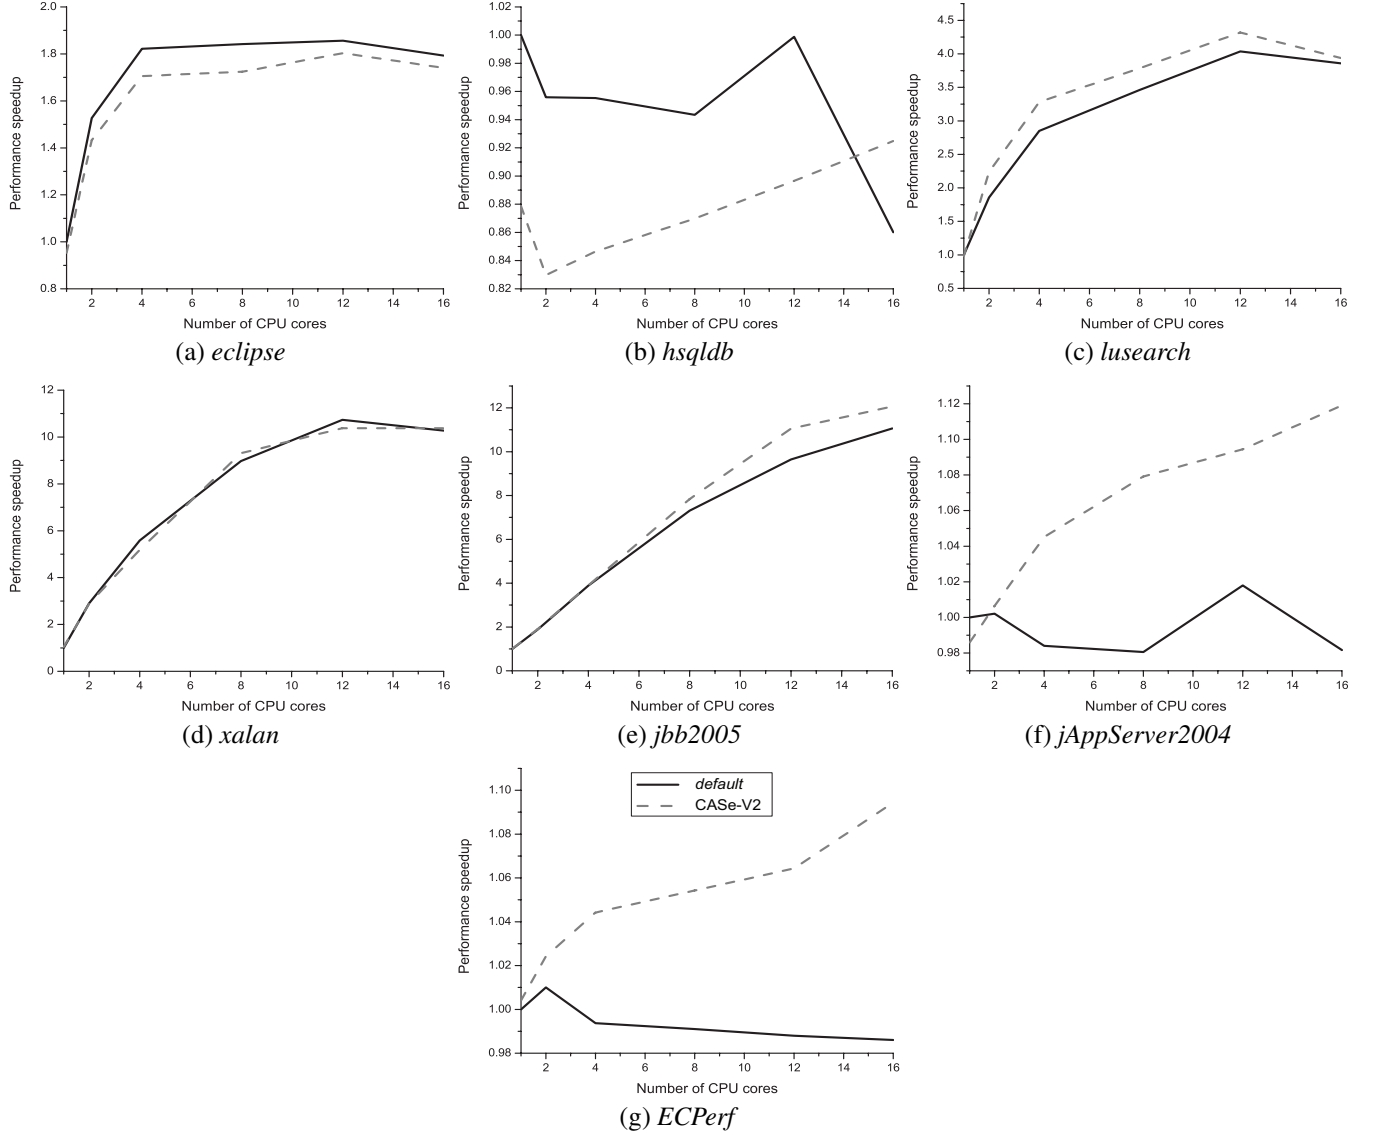 2.0
1.8
1.6
1.4
1.2
1.0
0.8
Performance speedup
2 4 6 8 10 12 14 16
Number of CPU cores
(a) eclipse
1.02
1.00
0.98
0.96
0.94
0.92
0.90
0.88
0.86
0.84
0.82
Performance speedup
2 4 6 8 10 12 14 16
Number of CPU cores
(b) hsqldb
4.5
4.0
3.5
3.0
2.5
2.0
1.5
1.0
0.5
Performance speedup
2 4 6 8 10 12 14 16
Number of CPU cores
(c) lusearch
12
10
8
6
4
2
0
Performance speedup
2 4 6 8 10 12 14 16
Number of CPU cores
(d) xalan
12
10
8
6
4
2
0
Performance speedup
2 4 6 8 10 12 14 16
Number of CPU cores
(e) jbb2005
1.12
1.10
1.08
1.06
1.04
1.02
1.00
0.98
Performance speedup
2 4 6 8 10 12 14 16
Number of CPU cores
(f) jAppServer2004
default
CASe-V2
1.10
1.08
1.06
1.04
1.02
1.00
0.98
Performance speedup
2 4 6 8 10 12 14 16
Number of CPU cores
(g) ECPerf